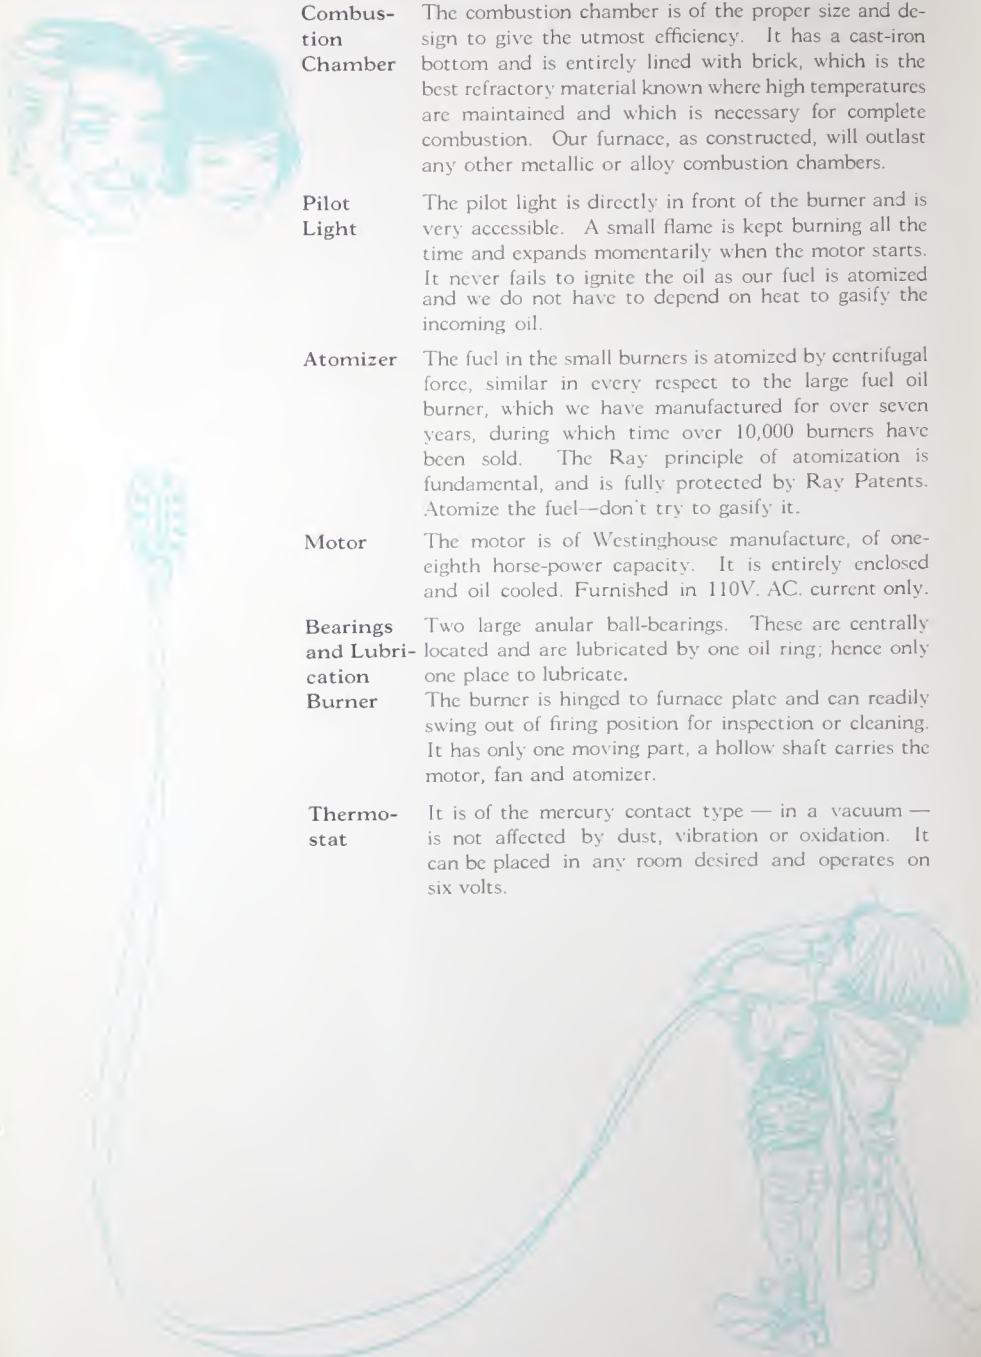 Combus- The combustion chamber is of the proper size and de-
tion sign to give the utmost efficiency. It has a cast-iron
Chamber bottom and is entirely lined with brick, which is the
best refractory material known where high temperatures
are maintained and which is necessary for complete
combustion. Our furnace, as constructed, will outlast
any other metallic or alloy combustion chambers.
Pilot The pilot light is directly in front of the burner and is
Light very accessible. A small flame is kept burning all the
time and expands momentarily when the motor starts.
It never fails to ignite the oil as our fuel is atomized
and we do not have to depend on heat to gasify the
incoming oil.
Atomizer The fuel in the small burners is atomized by centrifugal
force, similar in every respect to the large fuel oil
burner, which we have manufactured for over seven
years, during which time over 10,000 burners have
been sold. The Ray principle of atomization is
fundamental, and is fully protected by Ray Patents.
Atomize the fuel—don't try to gasify it.
Motor The motor is of Westinghouse manufacture, of one-
eighth horse-power capacity. It is entirely enclosed
and oil cooled. Furnished in 110V. AC. current only.
Bearings Two large anular ball-bearings. These are centrally
and Lubri- located and are lubricated by one oil ring; hence only
cation one place to lubricate.
Burner The burner is hinged to furnace plate and can readily
swing out of firing position for inspection or cleaning.
It has only one moving part, a hollow shaft carries the
motor, fan and atomizer.
Thermo- It is of the mercury contact type — in a vacuum —
stat is not affected by dust, vibration or oxidation. It
can be placed in any room desired and operates on
six volts.